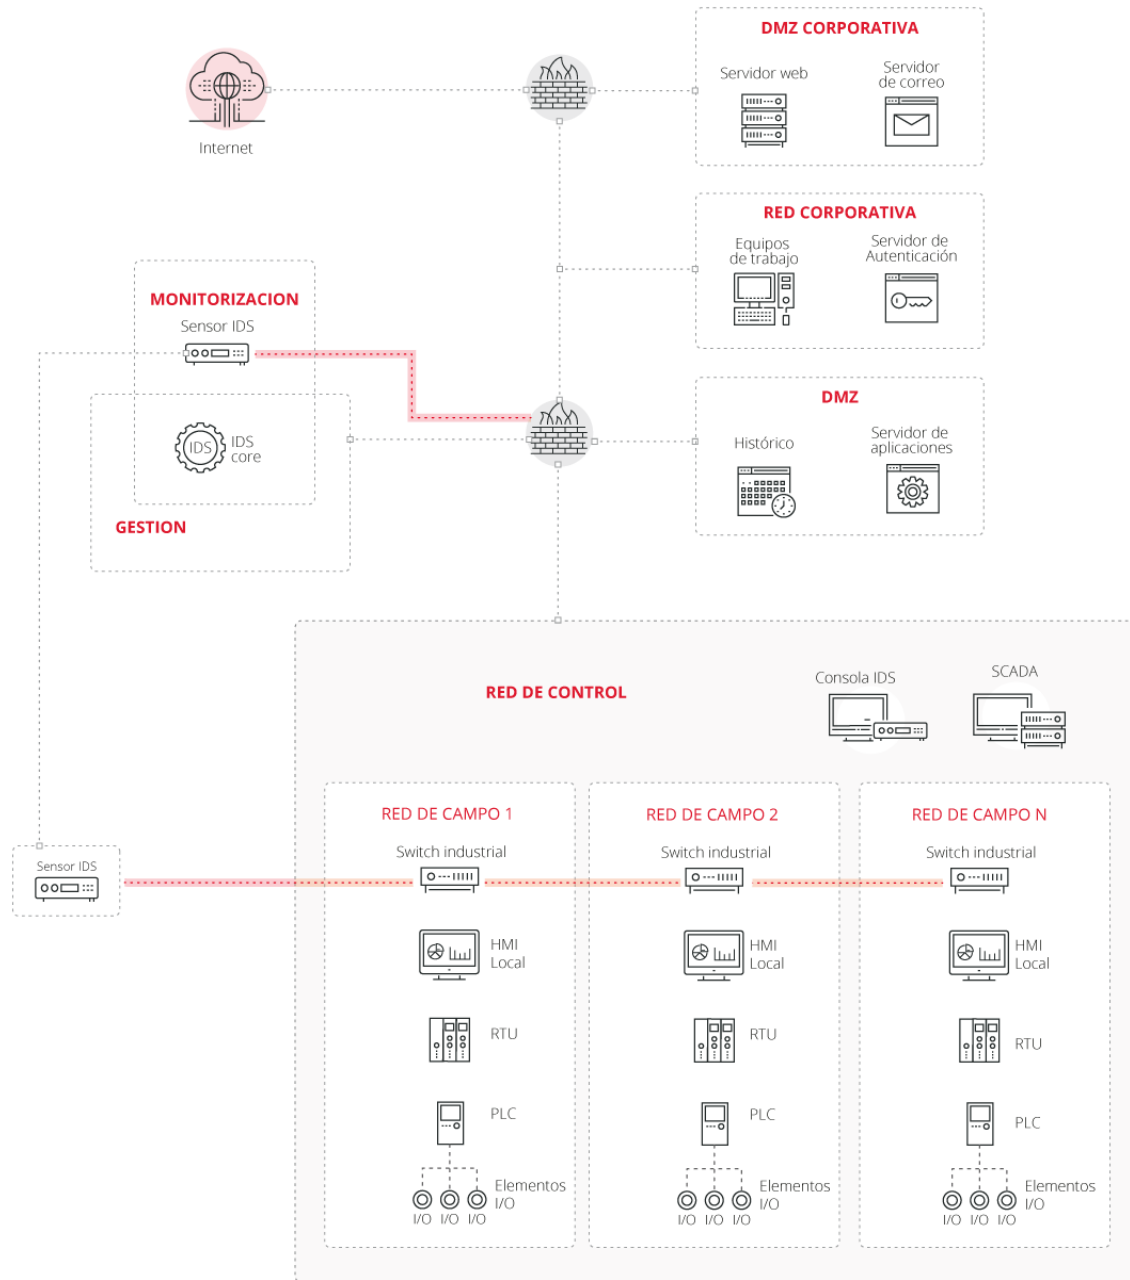 DMZ CORPORATIVA
Servidor web
Servidor
de correo
Internet
RED CORPORATIVA
Equipos
de trabajo
Servidor de
Autenticación
MONITORIZACION
Sensor IDS
IDS
IDS
core
GESTION
DMZ
Histórico
Servidor de
aplicaciones
RED DE CONTROL
Consola IDS
SCADA
Sensor IDS
RED DE CAMPO 1
Switch industrial
HMI
Local
RTU
PLC
Elementos
I/O
I/O I/O I/O
RED DE CAMPO 2
Switch industrial
HMI
Local
RTU
PLC
Elementos
I/O
I/O I/O I/O
RED DE CAMPO N
Switch industrial
HMI
Local
RTU
PLC
Elementos
I/O
I/O I/O I/O